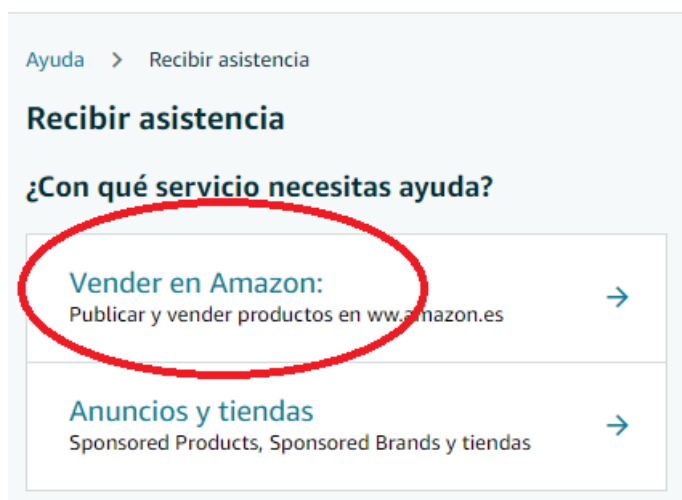 Ayuda > Recibir asistencia
Recibir asistencia
¿Con qué servicio necesitas ayuda?
Vender en Amazon:
Publicar y vender productos en ww.amazon.es
Anuncios y tiendas
Sponsored Products, Sponsored Brands y tiendas